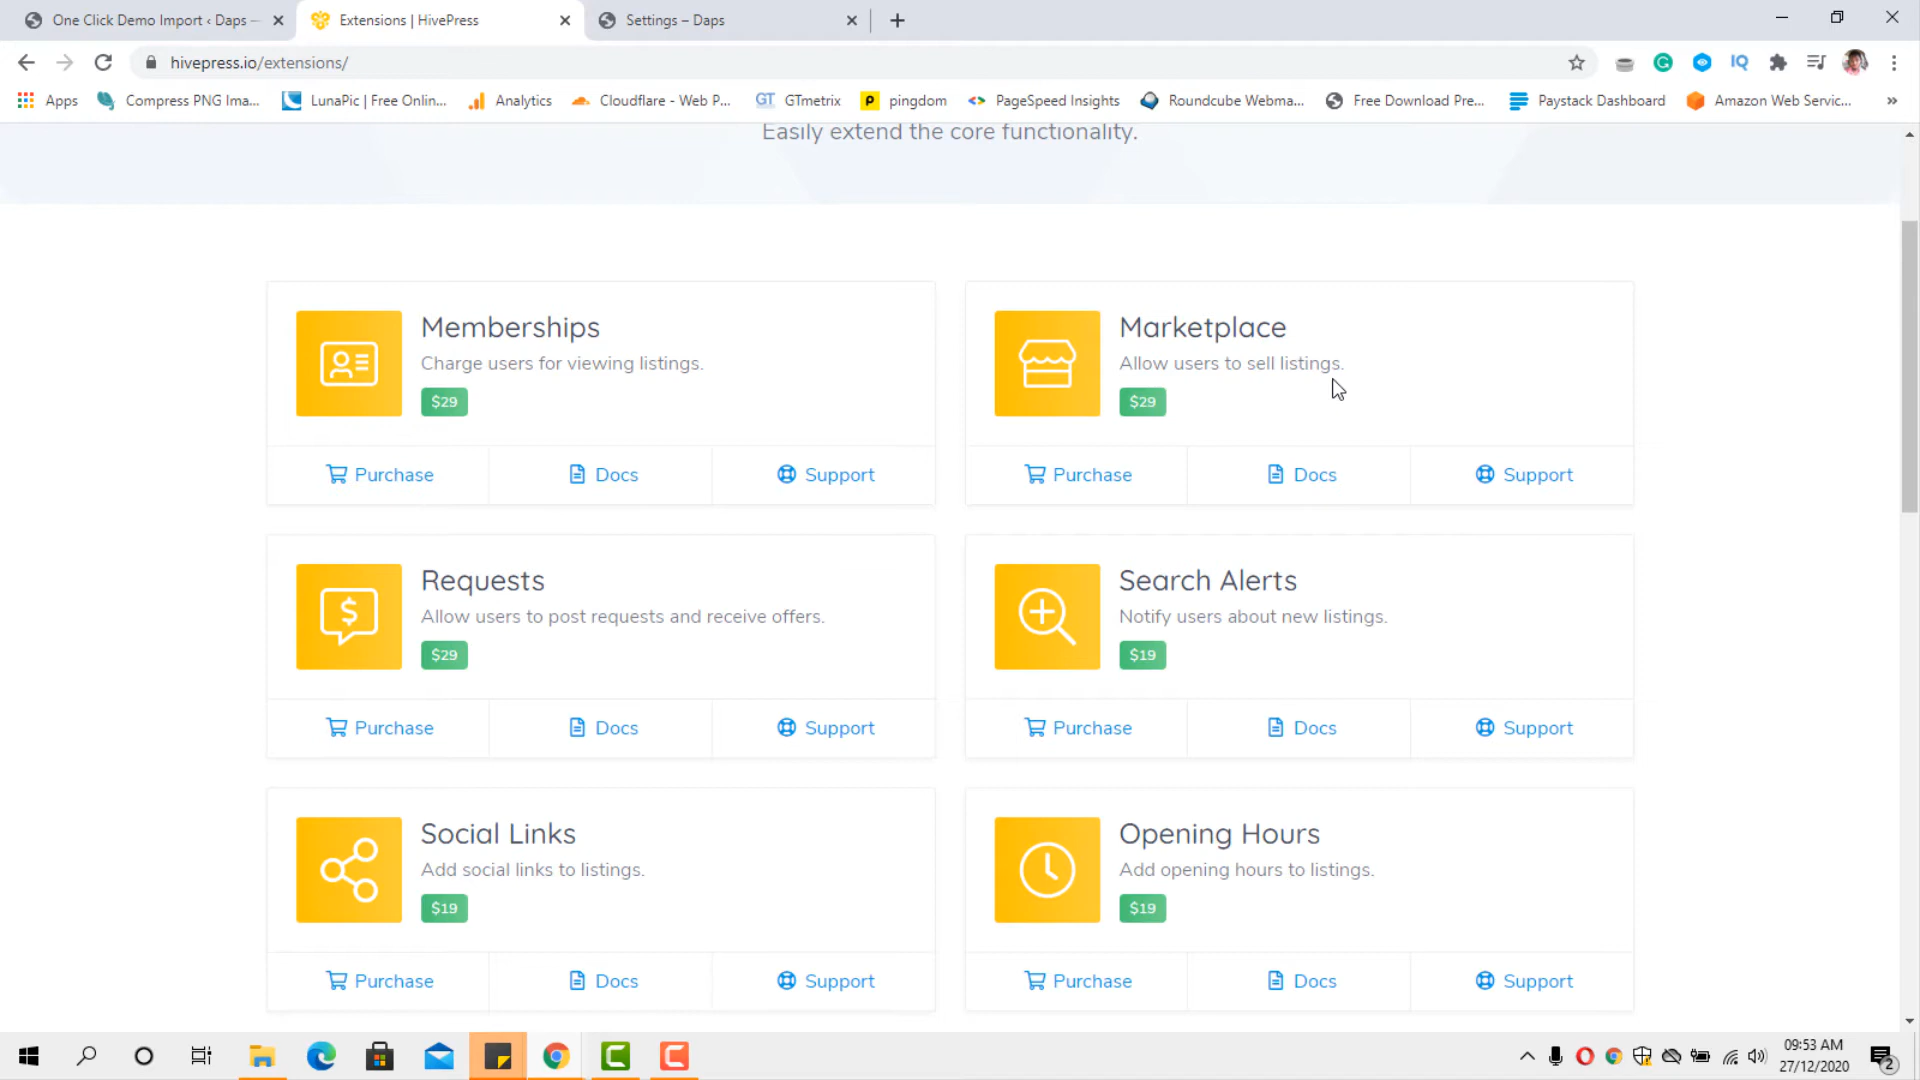 One Click Demo Import ‹ Daps –
Extensions | HivePress
Settings – Daps
hivepress.io/extensions/
Apps
Compress PNG Ima...
LunaPic | Free Onlin...
Analytics
Cloudflare - Web P...
GTmetrix
pingdom
PageSpeed Insights
Roundcube Webma...
Free Download Pre...
Paystack Dashboard
Amazon Web Servic...
Easily extend the core functionality.
Memberships
Charge users for viewing listings.
$29
Purchase
Docs
Support
Marketplace
Allow users to sell listings.
$29
Purchase
Docs
Support
Requests
Allow users to post requests and receive offers.
$29
Purchase
Docs
Support
Search Alerts
Notify users about new listings.
$19
Purchase
Docs
Support
Social Links
Add social links to listings.
$19
Purchase
Docs
Support
Opening Hours
Add opening hours to listings.
$19
Purchase
Docs
Support
09:53 AM
27/12/2020
2